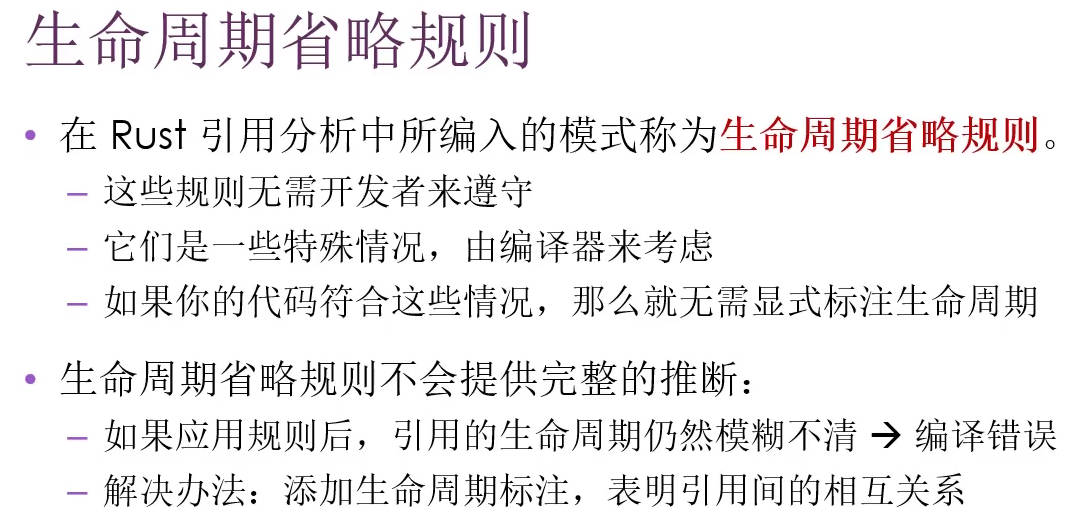 生命周期省略规则
• 在 Rust 引用分析中所编入的模式称为生命周期省略规则。
– 这些规则无需开发者来遵守
– 它们是一些特殊情况，由编译器来考虑
– 如果你的代码符合这些情况，那么就无需显式标注生命周期
• 生命周期省略规则不会提供完整的推断：
– 如果应用规则后，引用的生命周期仍然模糊不清 → 编译错误
– 解决办法：添加生命周期标注，表明引用间的相互关系